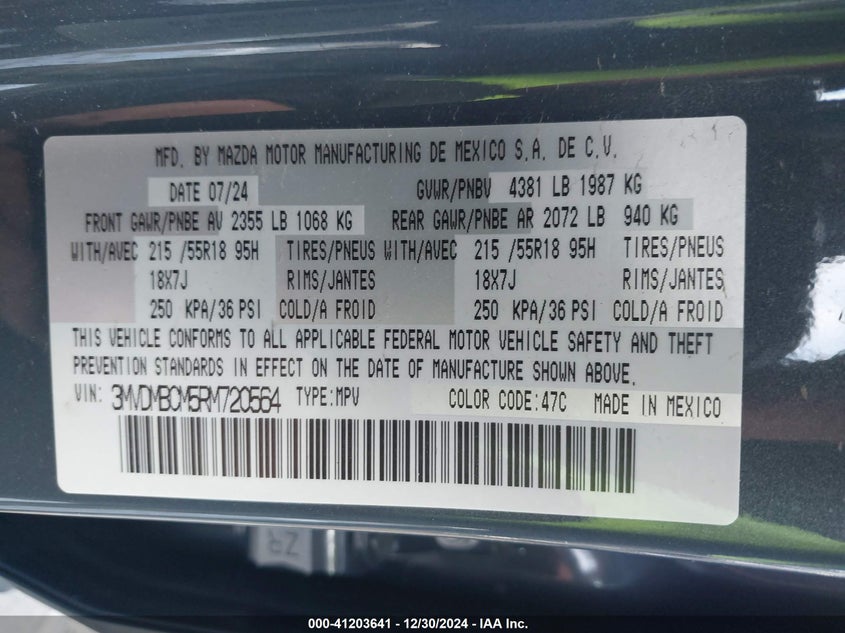 MFD. BY MAZDA MOTOR MANUFACTURING DE MEXICO S.A. DE C.V.
DATE 07/24 GVWR/PNBV 4381 LB 1987 KG
FRONT GAWR/PNBE AV 2355 LB 1068 KG REAR GAWR/PNBE AR 2072 LB 940 KG
WITH/AVEC 215 /55R18 95H TIRES/PNEUS WITH/AVEC 215 /55R18 95H TIRES/PNEUS
18X7J RIMS/JANTES 18X7J RIMS/JANTES
250 KPA/36 PSI COLD/A FROID 250 KPA/36 PSI COLD/A FROID
THIS VEHICLE CONFORMS TO ALL APPLICABLE FEDERAL MOTOR VEHICLE SAFETY AND THEFT
PREVENTION STANDARDS IN EFFECT ON THE DATE OF MANUFACTURE SHOWN ABOVE.
VIN: 3MVDMBCM5RM720564 TYPE:MPV COLOR CODE:47C MADE IN MEXICO
ZR
000-41203641 - 12/30/2024 - IAA Inc.